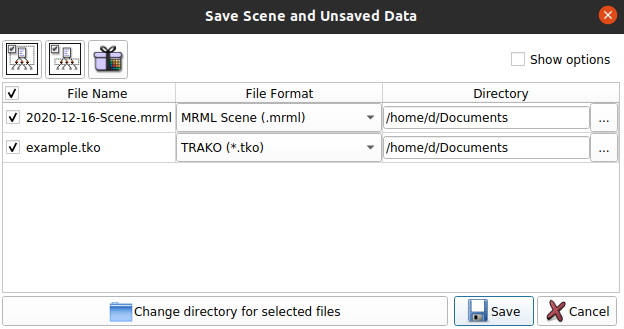 Save Scene and Unsaved Data
Show options
File Name File Format Directory
2020-12-16-Scene.mrml MRML Scene (.mrml) /home/d/Documents ...
example.tko TRAKO (*.tko) /home/d/Documents ...
Change directory for selected files Save Cancel